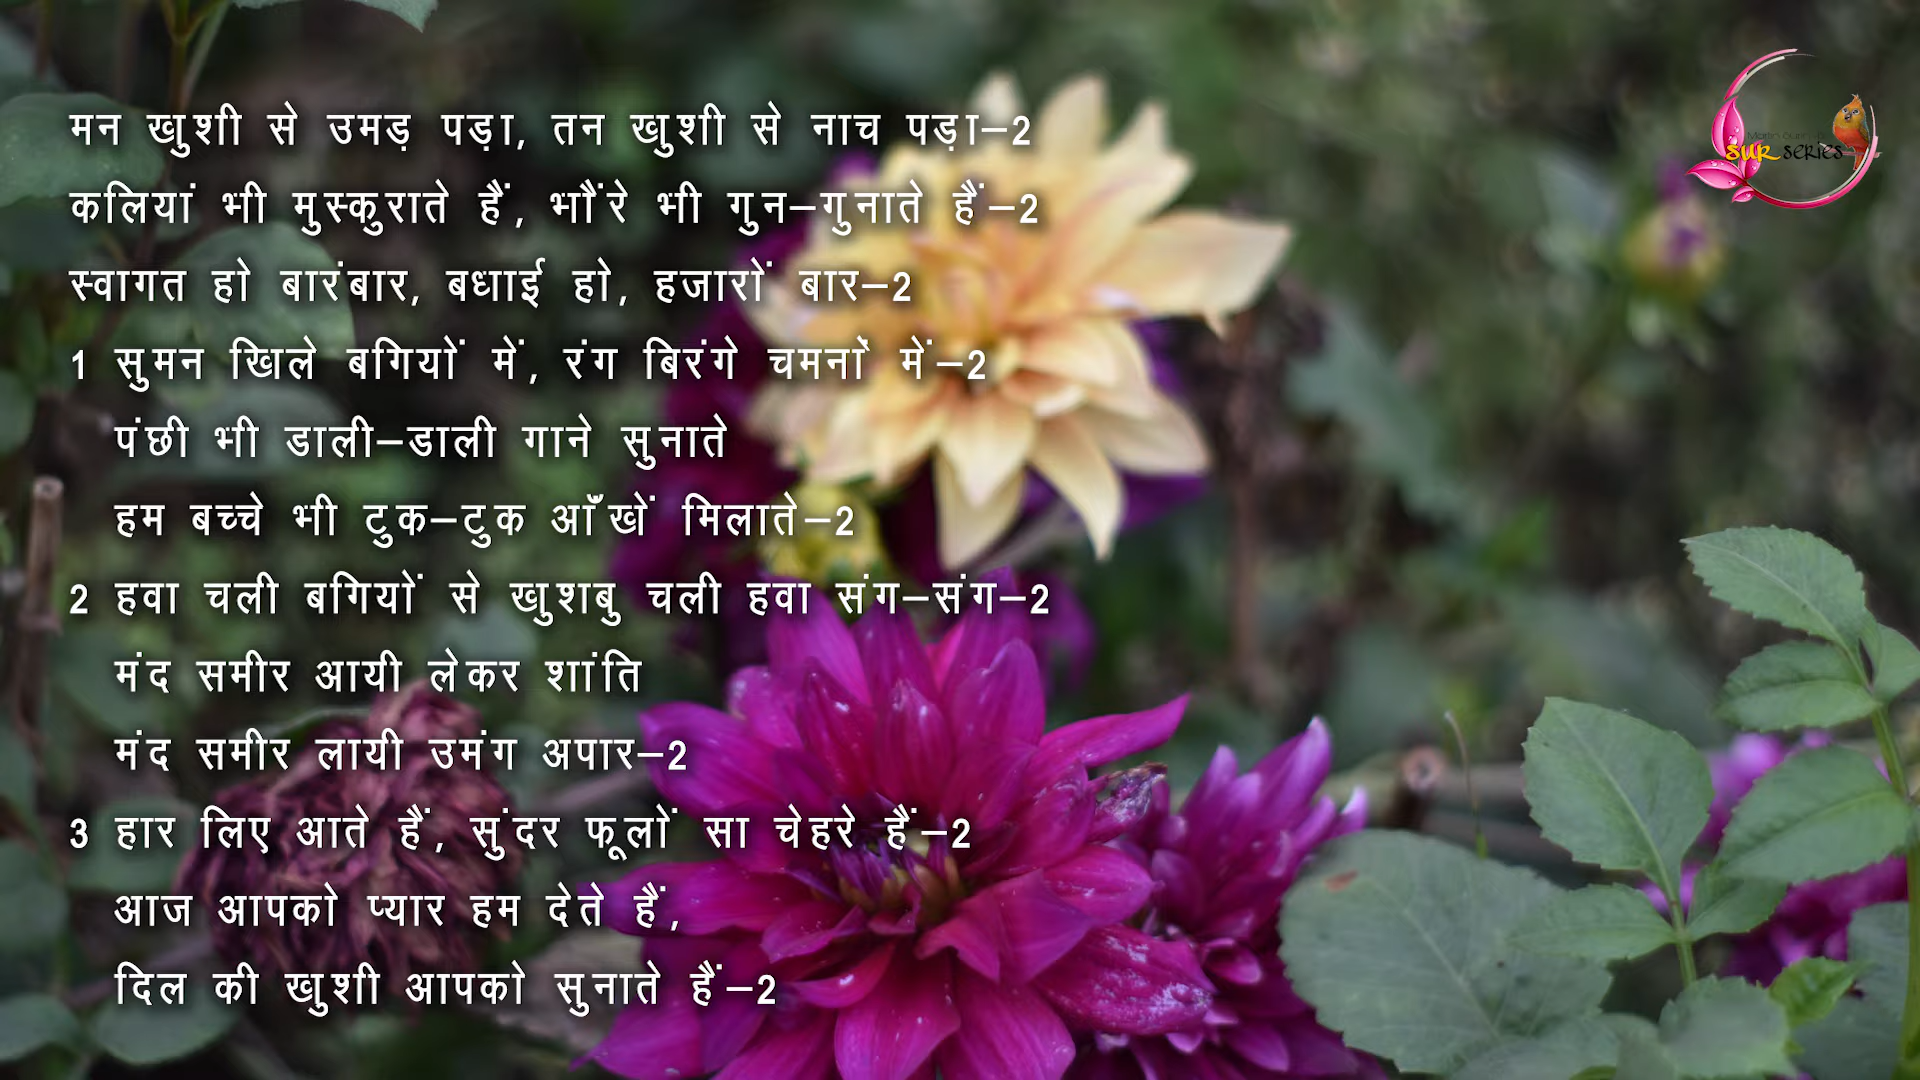 मन खुशी से उमड़ पड़ा, तन खुशी से नाच पड़ा–2
कलियां भी मुस्कुराते हैं, भौंरे भी गुन–गुनाते हैं–2
स्वागत हो बारंबार, बधाई हो, हजारों बार–2
1 सुमन खिले बगियों में, रंग बिरंगे चमनों में–2
पंछी भी डाली–डाली गाने सुनाते
हम बच्चे भी टुक–टुक आँखें मिलाते–2
2 हवा चली बगियों से खुशबु चली हवा संग–संग–2
मंद समीर आयी लेकर शांति
मंद समीर लायी उमंग अपार–2
3 हार लिए आते हैं, सुंदर फूलों सा चेहरे हैं–2
आज आपको प्यार हम देते हैं,
दिल की खुशी आपको सुनाते हैं–2
SUR SERIES